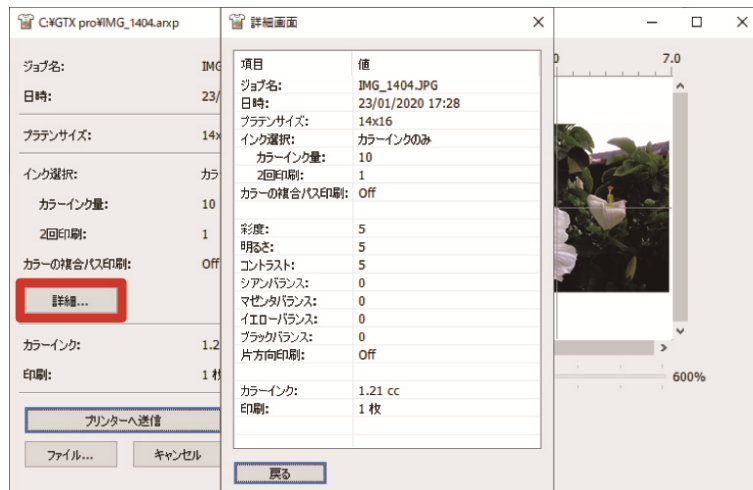 C:¥GTX pro¥IMG_1404.arxp
ジョブ名: IMG
日時: 23/
プラテンサイズ: 14x
インク選択: カラ
カラーインク量: 10
2回印刷: 1
カラーの複合パス印刷: Off
詳細...
カラーインク: 1.2
印刷: 1 枚
プリンターへ送信
ファイル...
キャンセル
詳細画面
項目 値
ジョブ名: IMG_1404.JPG
日時: 23/01/2020 17:28
プラテンサイズ: 14x16
インク選択: カラーインクのみ
カラーインク量: 10
2回印刷: 1
カラーの複合パス印刷: Off
彩度: 5
明るさ: 5
コントラスト: 5
シアンバランス: 0
マゼンタバランス: 0
イエローバランス: 0
ブラックバランス: 0
片方向印刷: Off
カラーインク: 1.21 cc
印刷: 1 枚
戻る
7.0
600%